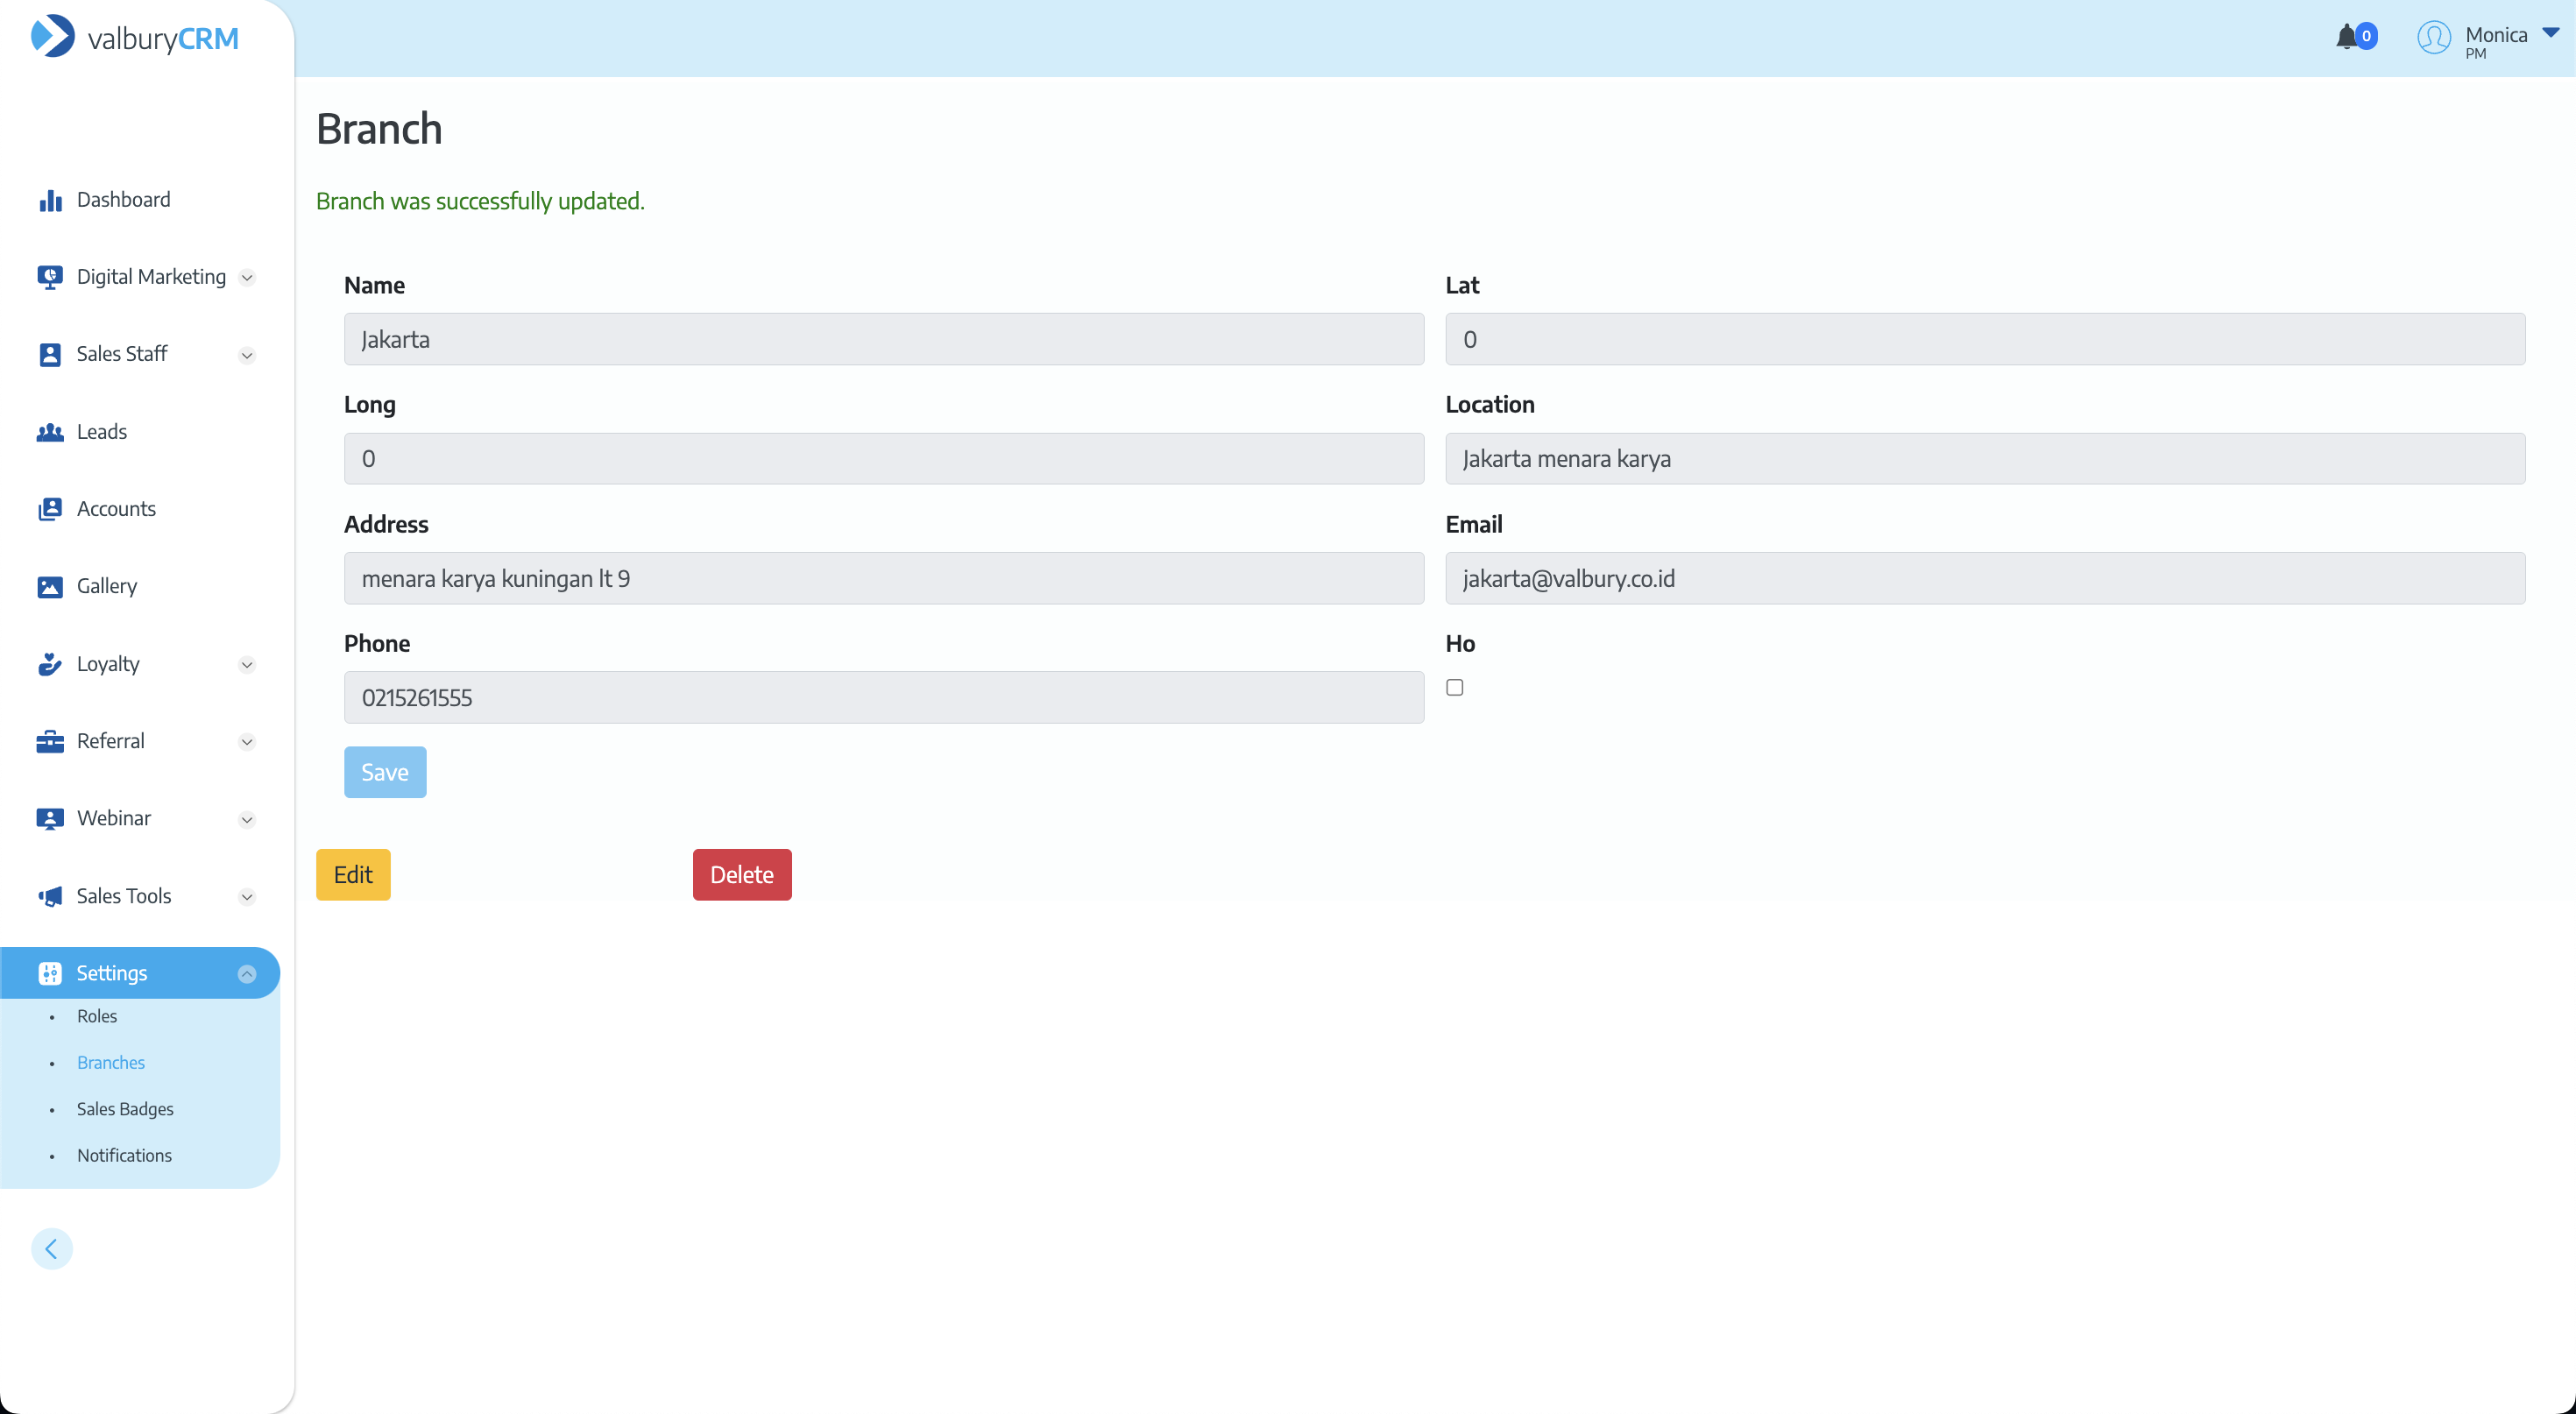 valburyCRM
0
Monica
PM
Dashboard
Digital Marketing
Sales Staff
Leads
Accounts
Gallery
Loyalty
Referral
Webinar
Sales Tools
Settings
Roles
Branches
Sales Badges
Notifications
Branch
Branch was successfully updated.
Name
Jakarta
Lat
0
Long
0
Location
Jakarta menara karya
Address
menara karya kuningan lt 9
Email
jakarta@valbury.co.id
Phone
0215261555
Ho
Save
Edit
Delete